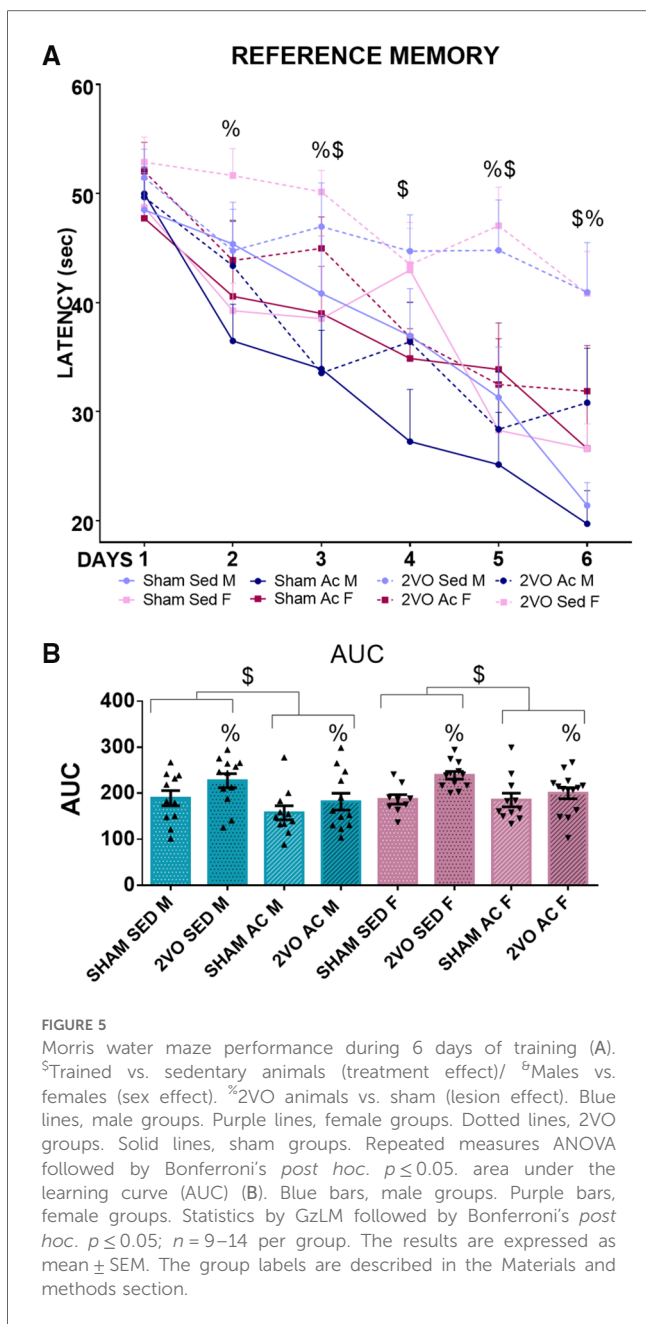 A
REFERENCE MEMORY
60
50
40
30
20
LATENCY (sec)
%
%$
$
%$
$%
DAYS 1 2 3 4 5 6
Sham Sed M Sham Ac M 2VO Sed M 2VO Ac M
Sham Sed F Sham Ac F 2VO Ac F 2VO Sed F
B
AUC
$ $
400
300
200
100
0
AUC
% % % %
SHAM SED M
2VO SED M
SHAM AC M
2VO AC M
SHAM SED F
2VO SED F
SHAM AC F
2VO AC F
FIGURE 5
Morris water maze performance during 6 days of training (A).
$Trained vs. sedentary animals (treatment effect)/ &Males vs.
females (sex effect). %2VO animals vs. sham (lesion effect). Blue
lines, male groups. Purple lines, female groups. Dotted lines, 2VO
groups. Solid lines, sham groups. Repeated measures ANOVA
followed by Bonferroni's post hoc. p ≤ 0.05. area under the
learning curve (AUC) (B). Blue bars, male groups. Purple bars,
female groups. Statistics by GzLM followed by Bonferroni's post
hoc. p ≤ 0.05; n = 9–14 per group. The results are expressed as
mean ± SEM. The group labels are described in the Materials and
methods section.